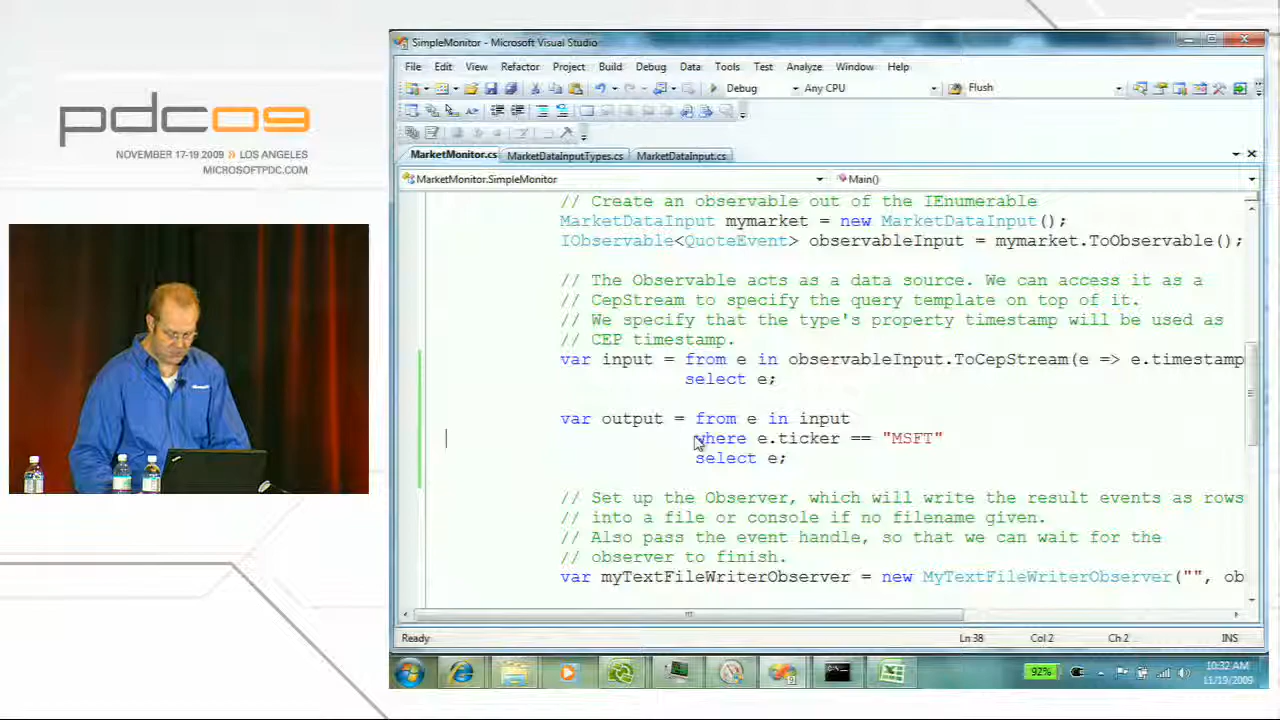 pdc09
NOVEMBER 17-19 2009 » LOS ANGELES
MICROSOFTPDC.COM
SimpleMonitor - Microsoft Visual Studio
File Edit View Refactor Project Build Debug Data Tools Test Analyze Window Help
Debug Any CPU Flush
MarketMonitor.cs MarketDataInputTypes.cs MarketDataInput.cs
MarketMonitor.SimpleMonitor Main()
// Create an observable out of the IEnumerable
MarketDataInput mymarket = new MarketDataInput();
IObservable<QuoteEvent> observableInput = mymarket.ToObservable();
// The Observable acts as a data source. We can access it as a
// CepStream to specify the query template on top of it.
// We specify that the type's property timestamp will be used as
// CEP timestamp.
var input = from e in observableInput.ToCepStream(e => e.timestamp
select e;
var output = from e in input
where e.ticker == "MSFT"
select e;
// Set up the Observer, which will write the result events as rows
// into a file or console if no filename given.
// Also pass the event handle, so that we can wait for the
// observer to finish.
var myTextFileWriterObserver = new MyTextFileWriterObserver("", ob
Ready Ln 38 Col 2 Ch 2 INS
92% 10:32 AM
11/19/2009